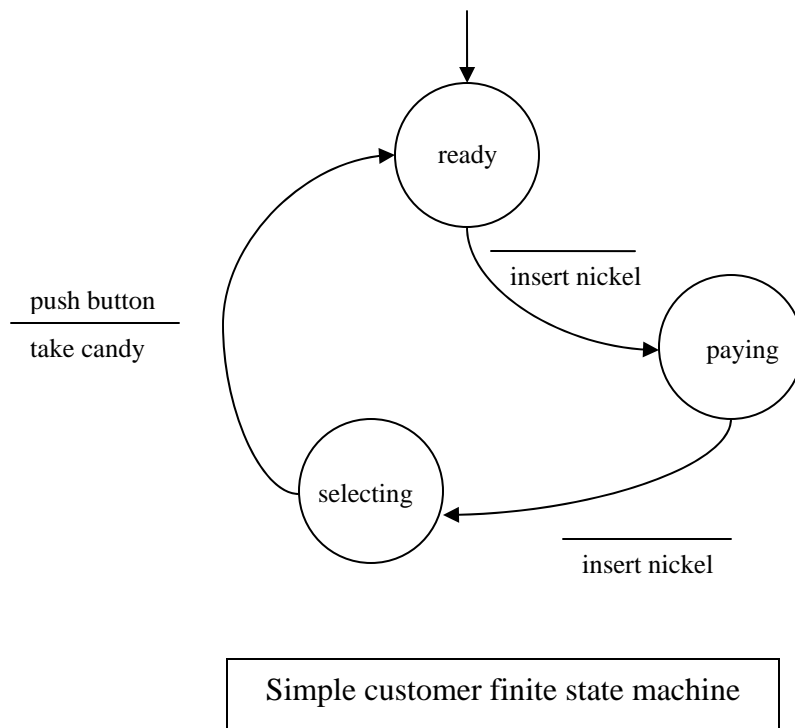 ready
insert nickel
push button
take candy
paying
selecting
insert nickel
Simple customer finite state machine